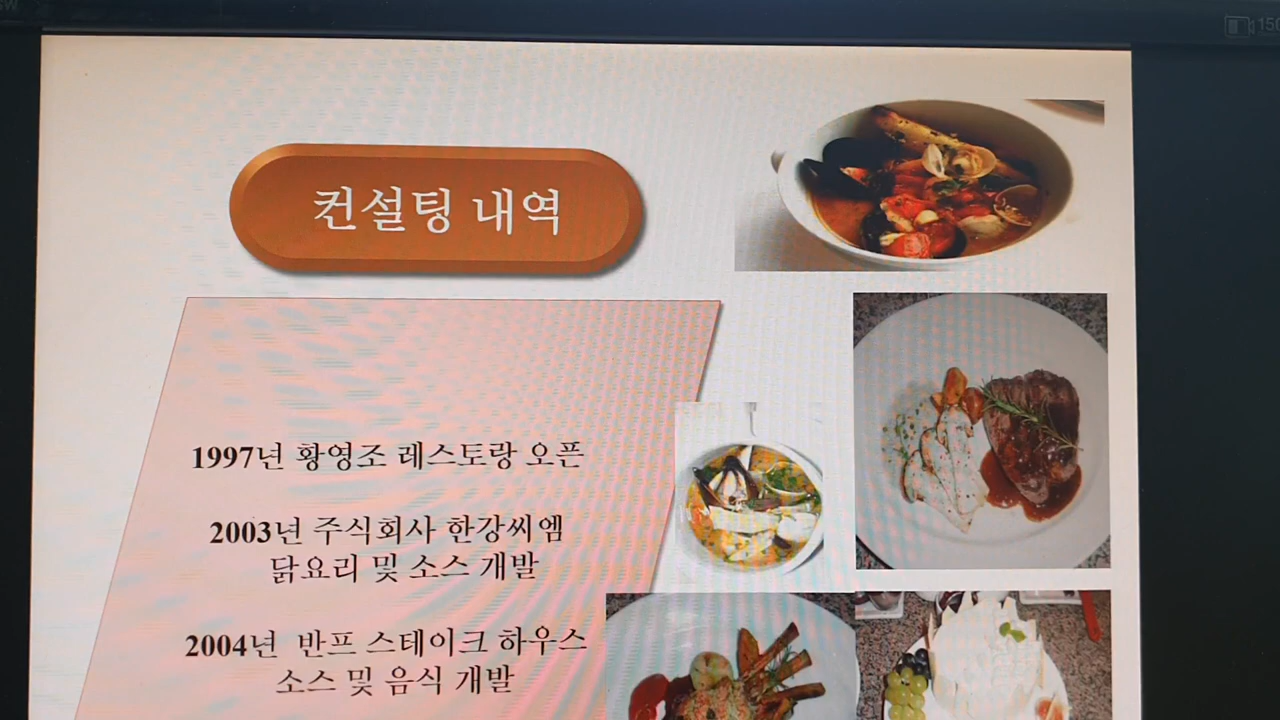 컨설팅 내역
1997년 황영조 레스토랑 오픈
2003년 주식회사 한강씨엠
닭요리 및 소스 개발
2004년 반프 스테이크 하우스
소스 및 음식 개발